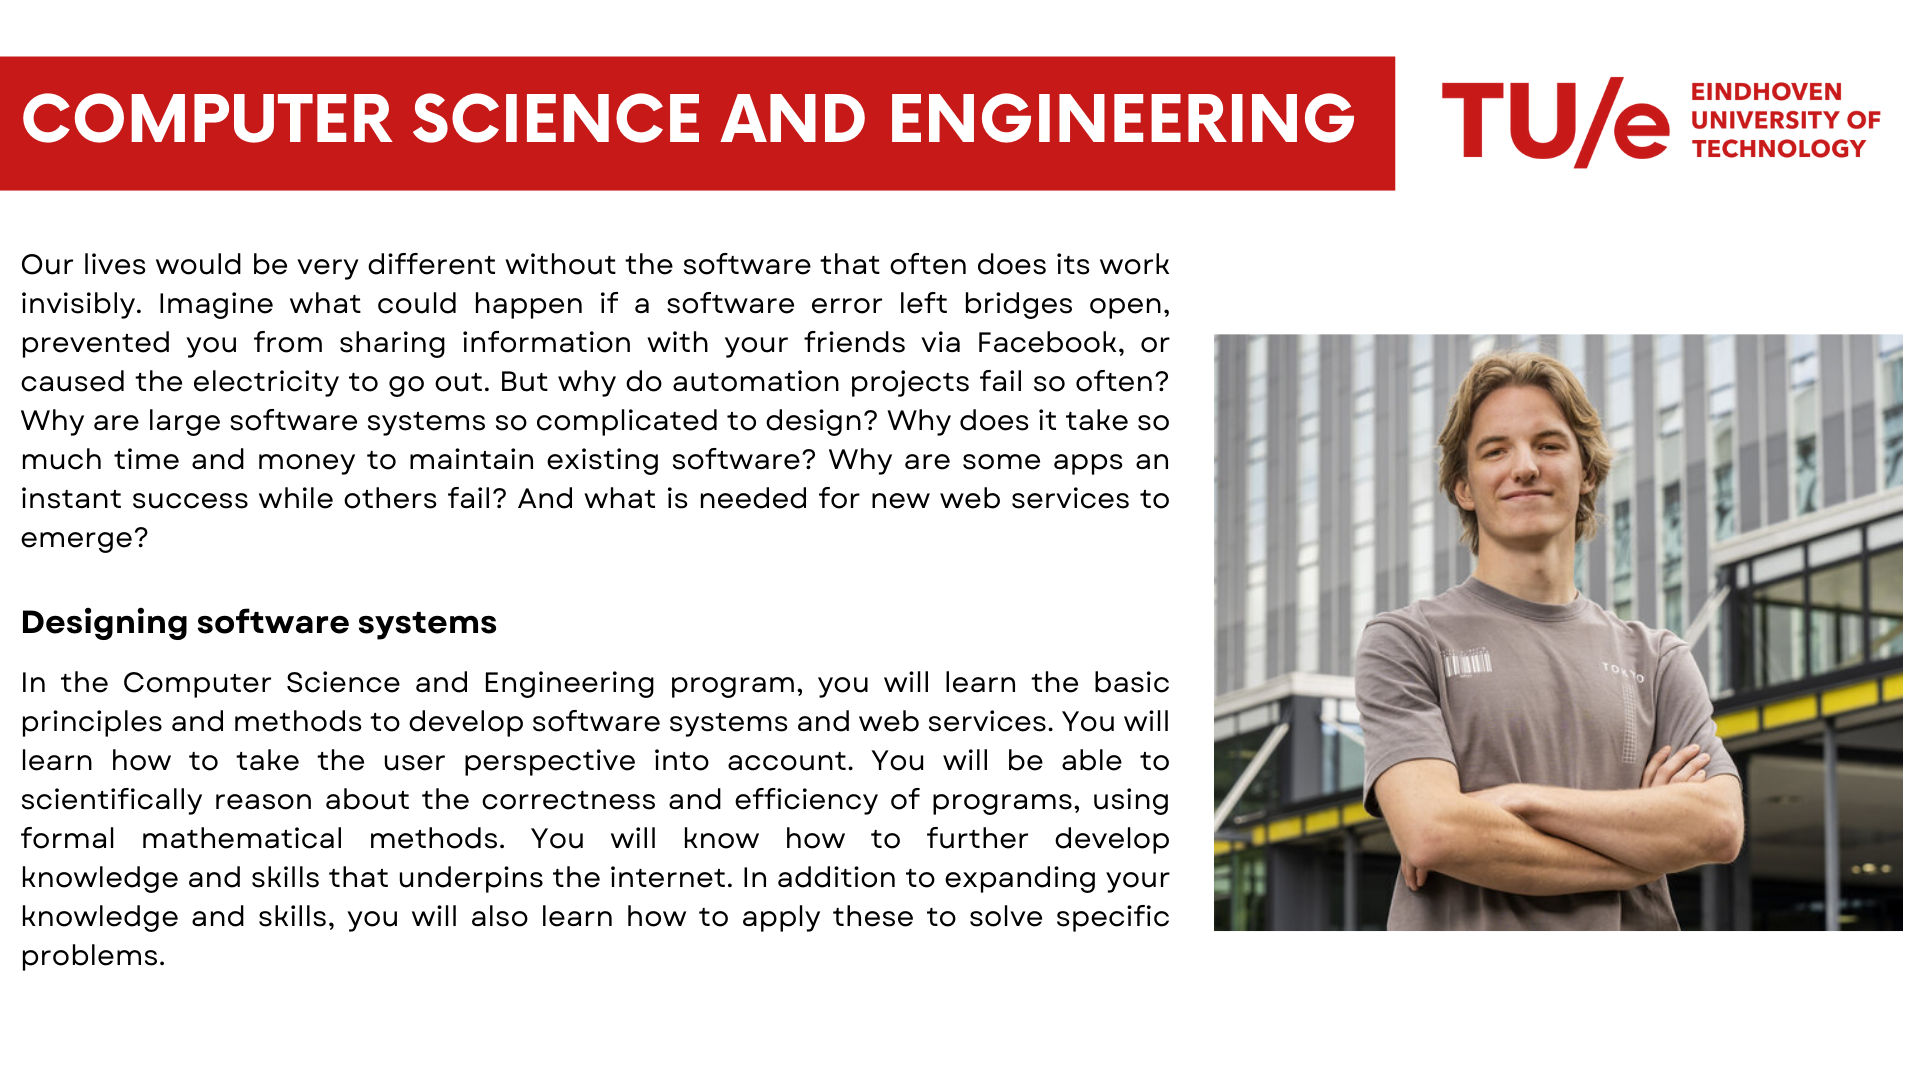 COMPUTER SCIENCE AND ENGINEERING
TU/e
EINDHOVEN
UNIVERSITY OF
TECHNOLOGY
Our lives would be very different without the software that often does its work
invisibly. Imagine what could happen if a software error left bridges open,
prevented you from sharing information with your friends via Facebook, or
caused the electricity to go out. But why do automation projects fail so often?
Why are large software systems so complicated to design? Why does it take so
much time and money to maintain existing software? Why are some apps an
instant success while others fail? And what is needed for new web services to
emerge?
Designing software systems
In the Computer Science and Engineering program, you will learn the basic
principles and methods to develop software systems and web services. You will
learn how to take the user perspective into account. You will be able to
scientifically reason about the correctness and efficiency of programs, using
formal mathematical methods. You will know how to further develop
knowledge and skills that underpins the internet. In addition to expanding your
knowledge and skills, you will also learn how to apply these to solve specific
problems.
TOKYO